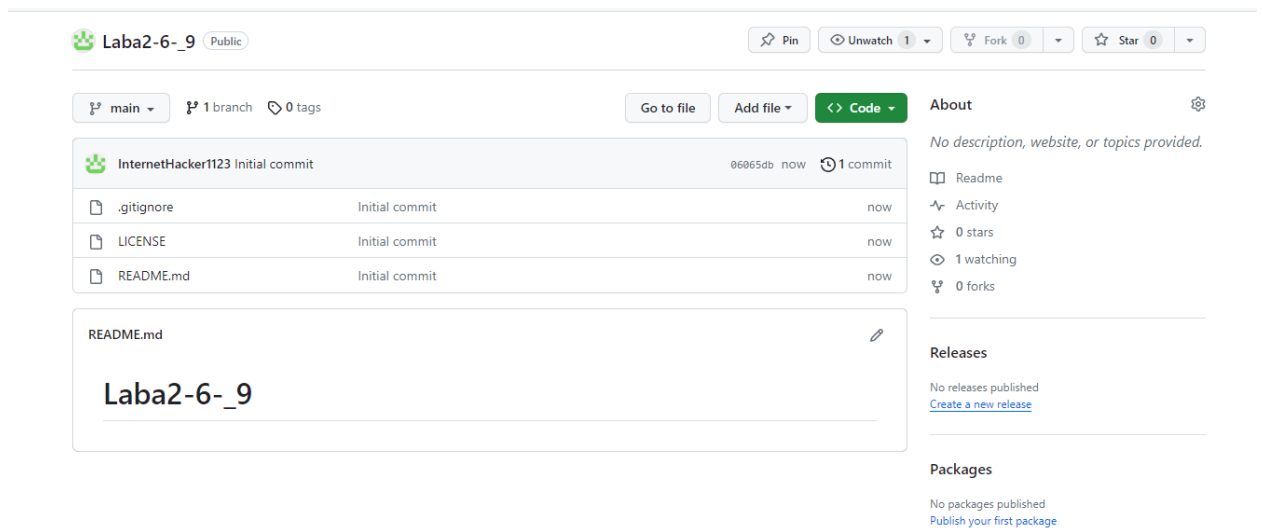 Laba2-6-_9 Public Pin Unwatch 1 Fork 0 Star 0
main 1 branch 0 tags Go to file Add file Code
InternetHacker1123 Initial commit 06065db now 1 commit
.gitignore Initial commit now
LICENSE Initial commit now
README.md Initial commit now
README.md
Laba2-6-_9
About
No description, website, or topics provided.
Readme
Activity
0 stars
1 watching
0 forks
Releases
No releases published
Create a new release
Packages
No packages published
Publish your first package